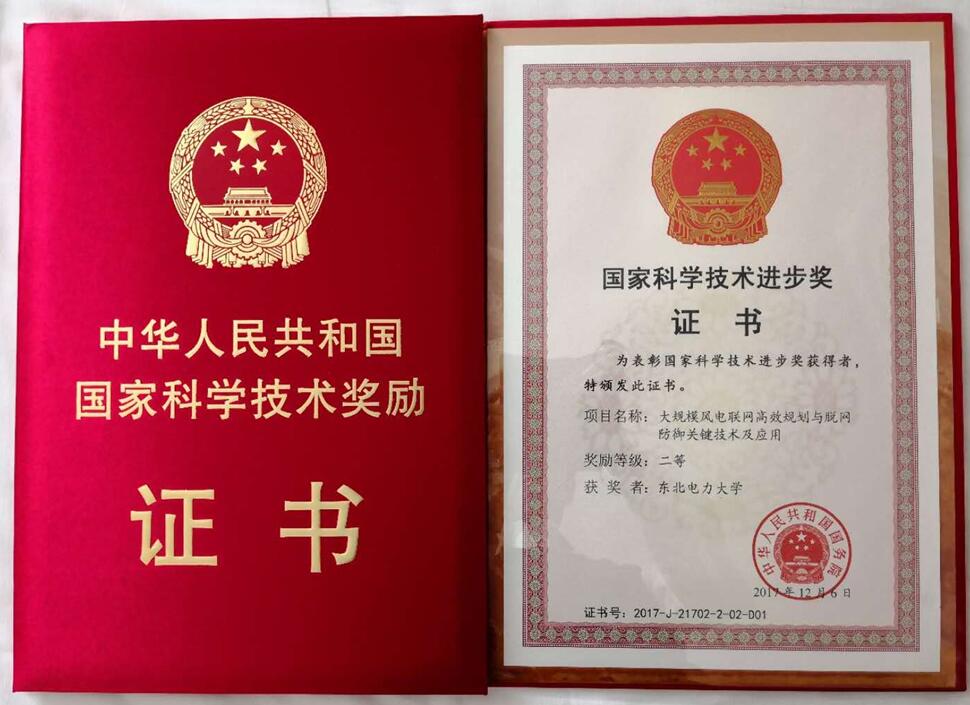 中华人民共和国
国家科学技术奖励
证 书
国家科学技术进步奖
证 书
为表彰国家科学技术进步奖获得者，
特颁发此证书。
项目名称：大规模风电联网高效规划与脱网
防御关键技术及应用
奖励等级：二等
获 奖 者：东北电力大学
中华人民共和国国务院
2017年12月6日
证书号：2017-J-21702-2-02-D01